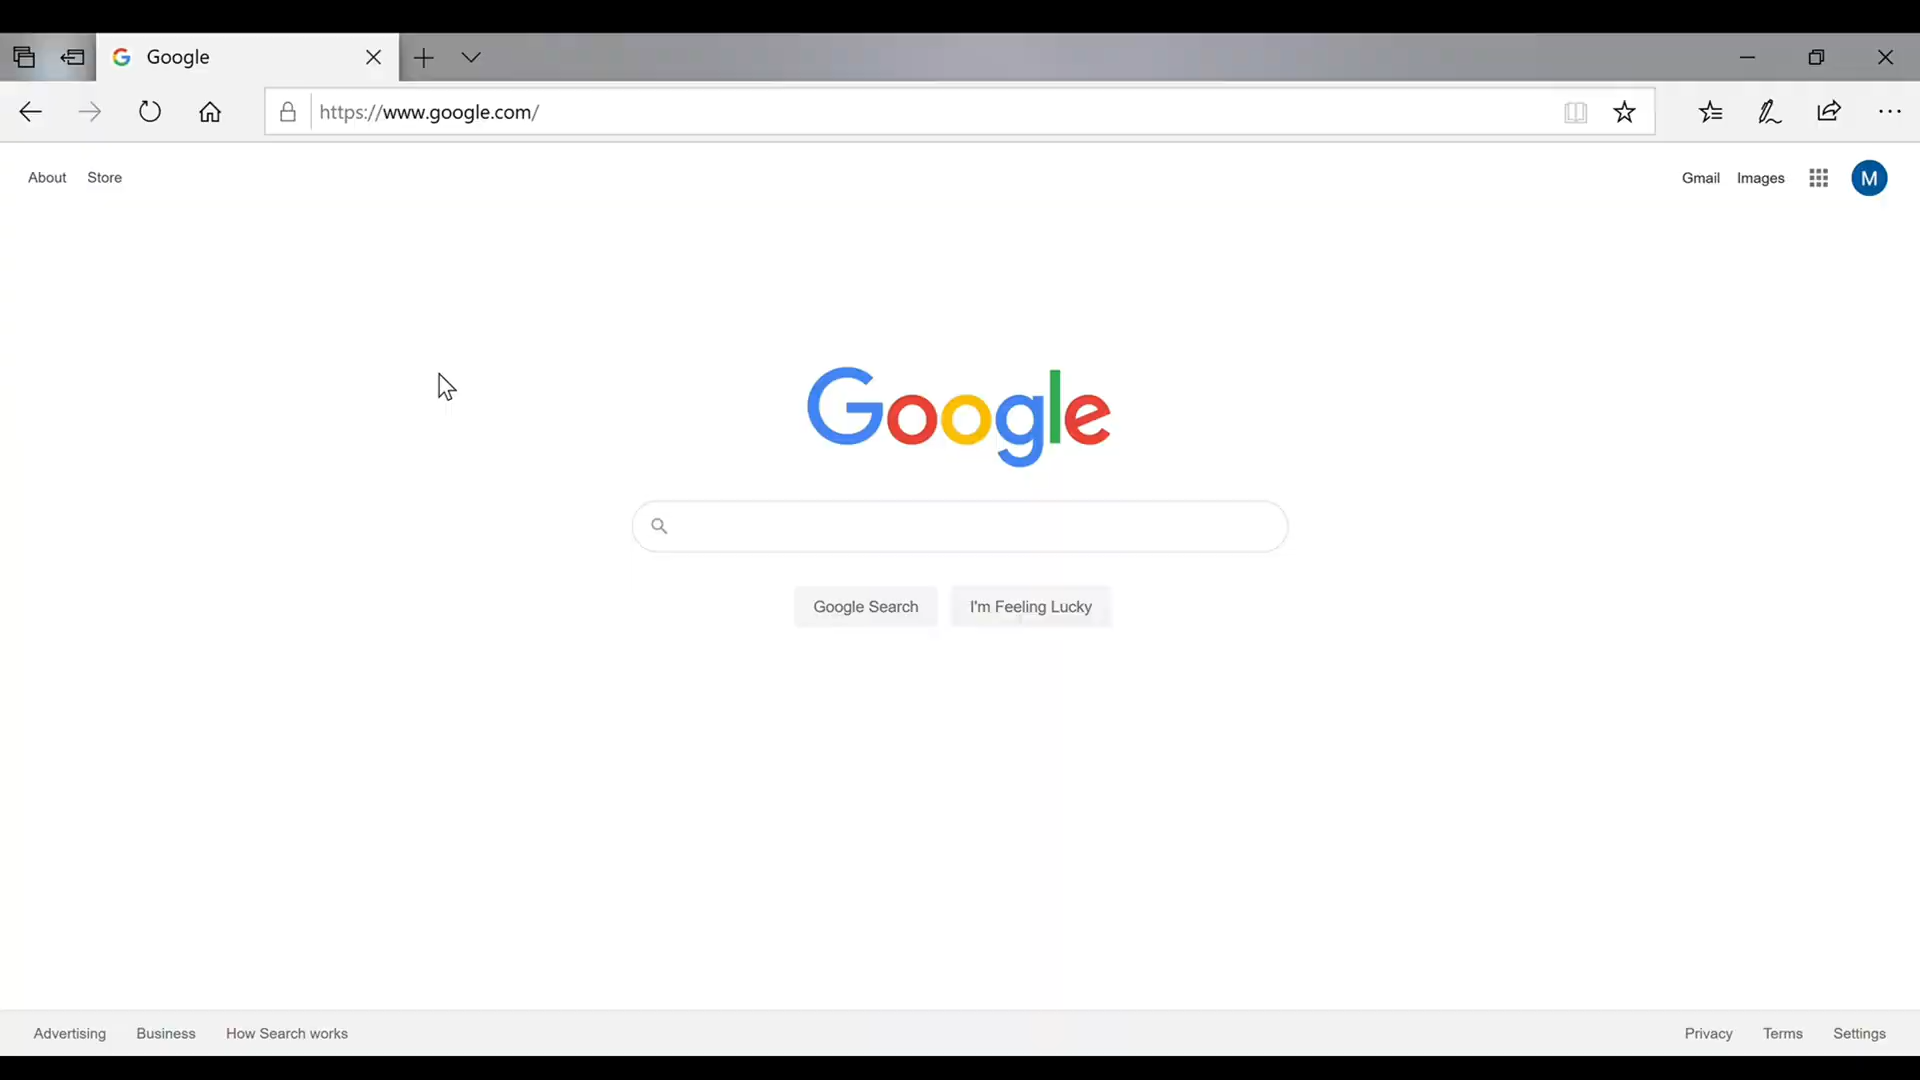 Google
https://www.google.com/
About Store
Gmail Images M
Google
Google Search I'm Feeling Lucky
Advertising Business How Search works
Privacy Terms Settings